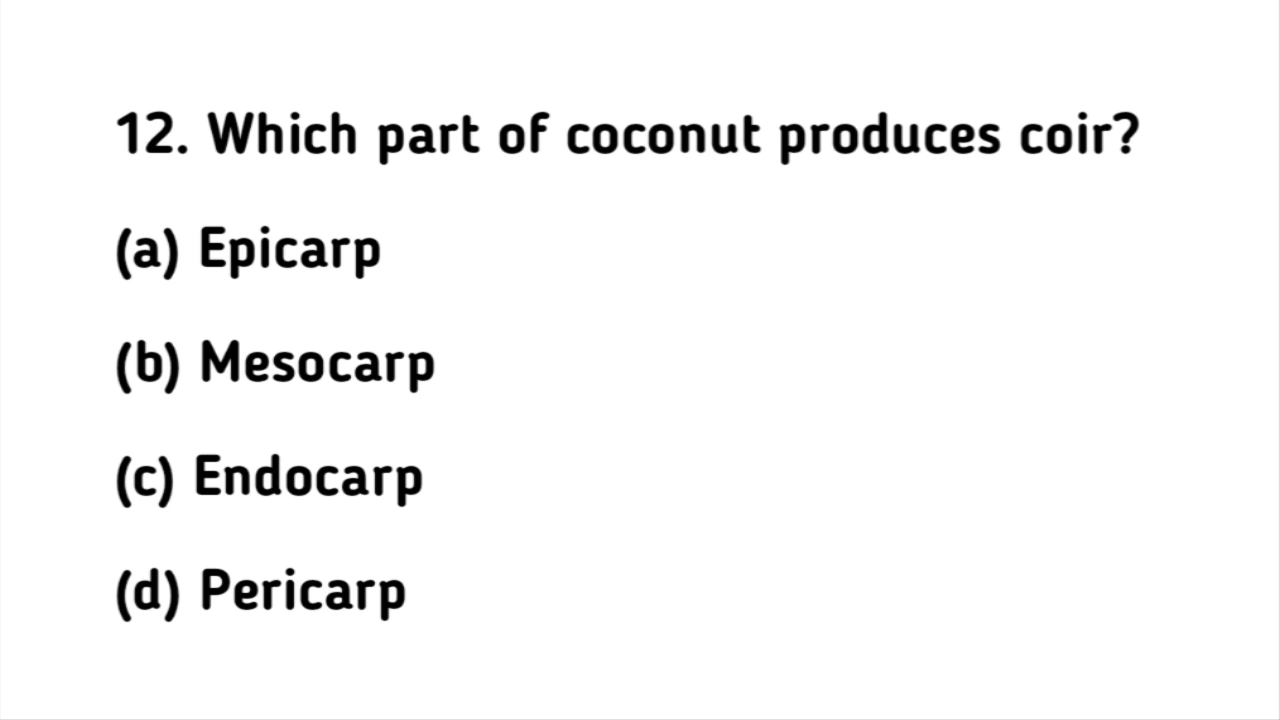 12. Which part of coconut produces coir?
(a) Epicarp
(b) Mesocarp
(c) Endocarp
(d) Pericarp